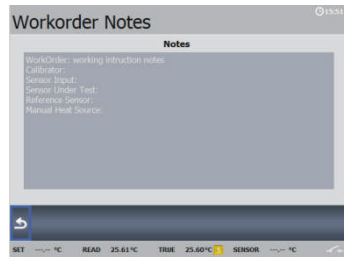 Workorder Notes
15:51
Notes
WorkOrder: working intruction notes
Calibrator:
Sensor Input:
Sensor Under Test:
Reference Sensor:
Manual Heat Source:
SET ---,-- °C READ 25.61°C TRUE 25.60°C S SENSOR ---,-- °C